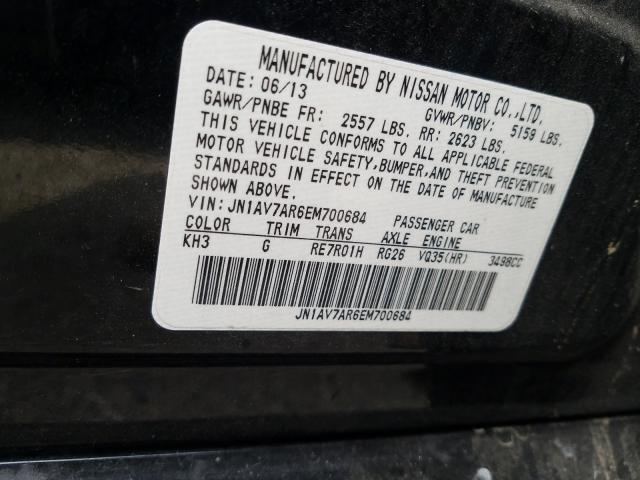 MANUFACTURED BY NISSAN MOTOR CO.,LTD.
DATE: 06/13 GVWR/PNBV: 5159 LBS.
GAWR/PNBE FR: 2557 LBS. RR: 2623 LBS.
THIS VEHICLE CONFORMS TO ALL APPLICABLE FEDERAL
MOTOR VEHICLE SAFETY,BUMPER,AND THEFT PREVENTION
STANDARDS IN EFFECT ON THE DATE OF MANUFACTURE
SHOWN ABOVE.
VIN: JN1AV7AR6EM700684 PASSENGER CAR
COLOR TRIM TRANS AXLE ENGINE
KH3 G RE7R01H RG26 VQ35(HR) 3498CC
JN1AV7AR6EM700684